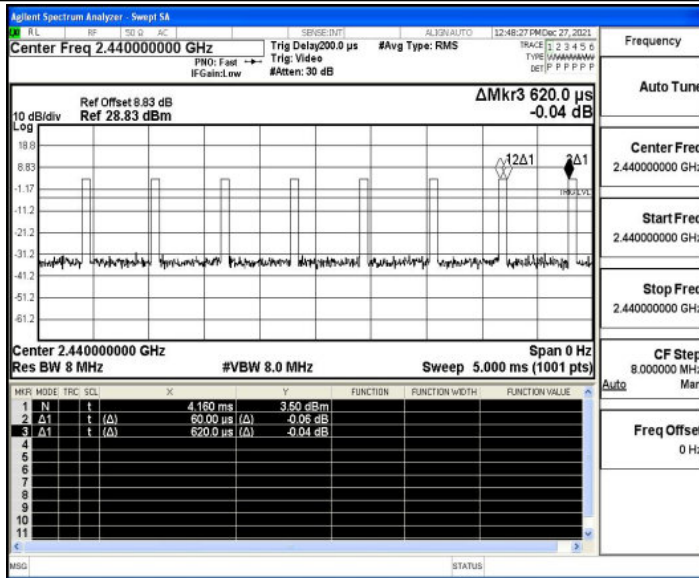 Agilent Spectrum Analyzer - Swept SA
RL RF 50 Ω AC SENSE:INT ALIGNAUTO 12:48:27 PM Dec 27, 2021
Center Freq 2.440000000 GHz
PNO: Fast
IFGain:Low
Trig Delay200.0 µs
Trig: Video
#Atten: 30 dB
#Avg Type: RMS
TRACE 1 2 3 4 5 6
TYPE
DET P P P P P P
Ref Offset 8.83 dB
10 dB/div Ref 28.83 dBm
Log
ΔMkr3 620.0 µs
-0.04 dB
18.8
8.83
-1.17
-11.2
-21.2
-31.2
-41.2
-51.2
-61.2
12Δ1
3Δ1
TRIG LVL
Center 2.440000000 GHz Span 0 Hz
Res BW 8 MHz #VBW 8.0 MHz Sweep 5.000 ms (1001 pts)
MKR MODE TRC SCL X Y FUNCTION FUNCTION WIDTH FUNCTION VALUE
1 N t 4.160 ms 3.50 dBm
2 Δ1 t (Δ) 60.00 µs (Δ) -0.06 dB
3 Δ1 t (Δ) 620.0 µs (Δ) -0.04 dB
4
5
6
7
8
9
10
11
MSG STATUS
Frequency
Auto Tune
Center Freq
2.440000000 GHz
Start Freq
2.440000000 GHz
Stop Freq
2.440000000 GHz
CF Step
8.000000 MHz
Auto Man
Freq Offset
0 Hz